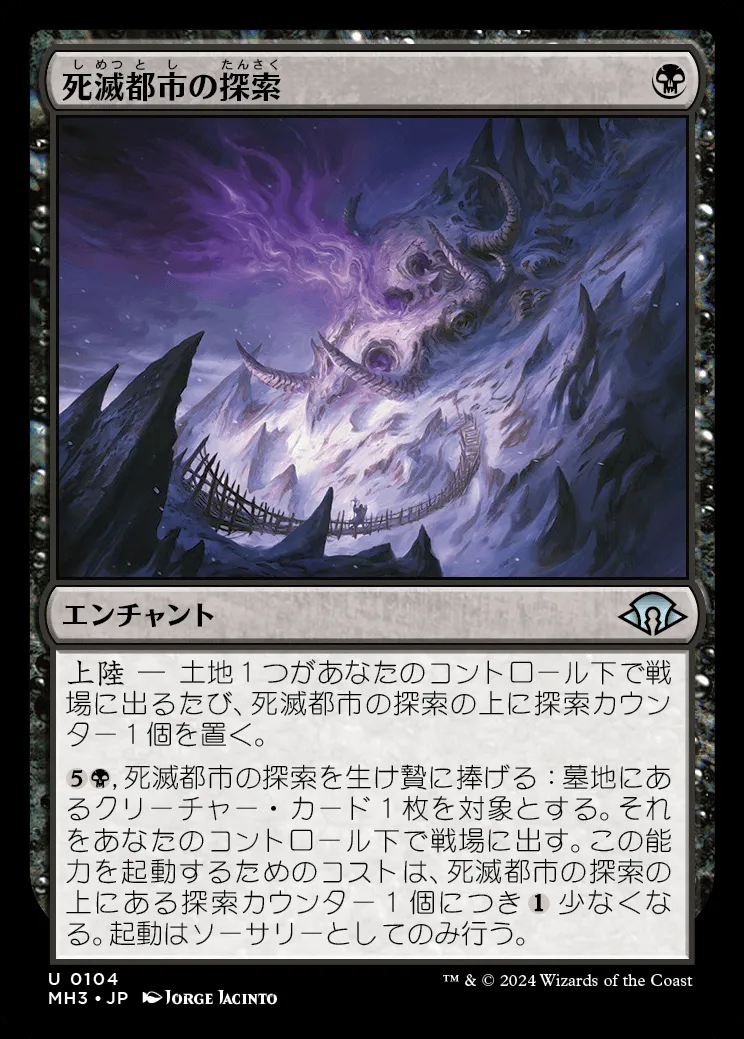 しめつとし たんさく
死滅都市の探索
エンチャント
上陸 ― 土地1つがあなたのコントロール下で戦
場に出るたび、死滅都市の探索の上に探索カウン
ター1個を置く。
5,死滅都市の探索を生け贄に捧げる:墓地にあ
るクリーチャー・カード1枚を対象とする。それ
をあなたのコントロール下で戦場に出す。この能
力を起動するためのコストは、死滅都市の探索の
上にある探索カウンター1個につき 1 少なくな
る。起動はソーサリーとしてのみ行う。
U 0104
MH3 • JP JORGE JACINTO
™ & © 2024 Wizards of the Coast